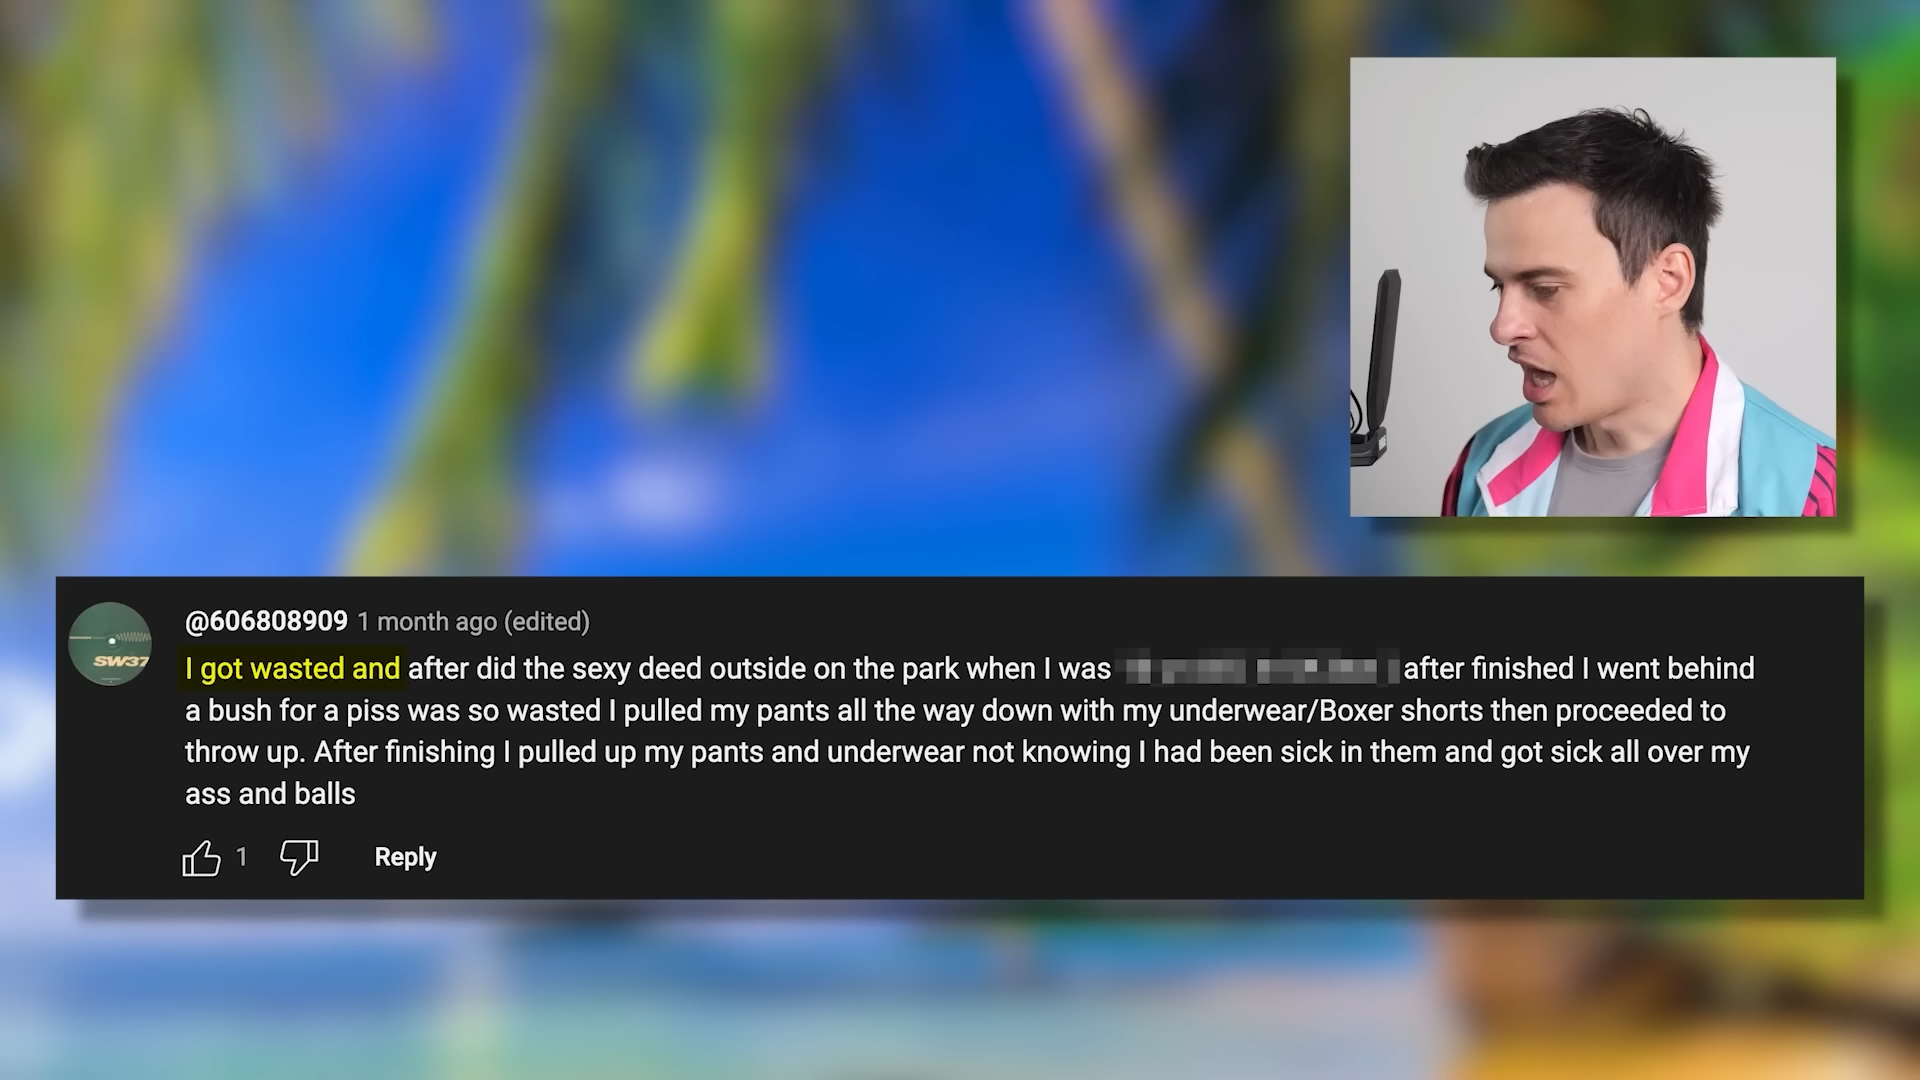 @606808909 1 month ago (edited)
SW37
I got wasted and after did the sexy deed outside on the park when I was after finished I went behind
a bush for a piss was so wasted I pulled my pants all the way down with my underwear/Boxer shorts then proceeded to
throw up. After finishing I pulled up my pants and underwear not knowing I had been sick in them and got sick all over my
ass and balls
1 Reply